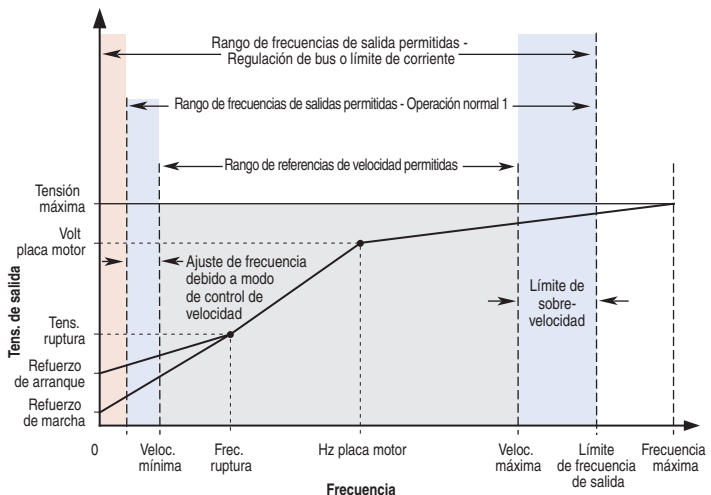 Rango de frecuencias de salida permitidas -
Regulación de bus o límite de corriente
Rango de frecuencias de salidas permitidas - Operación normal 1
Rango de referencias de velocidad permitidas
Tensión
máxima
Volt
placa motor
Ajuste de frecuencia
debido a modo
de control de
velocidad
Límite de
sobre-
velocidad
Tens. de salida
Tens.
ruptura
Refuerzo
de arranque
Refuerzo
de marcha
0
Veloc.
mínima
Frec.
ruptura
Hz placa motor
Veloc.
máxima
Límite
de frecuencia
de salida
Frecuencia
máxima
Frecuencia